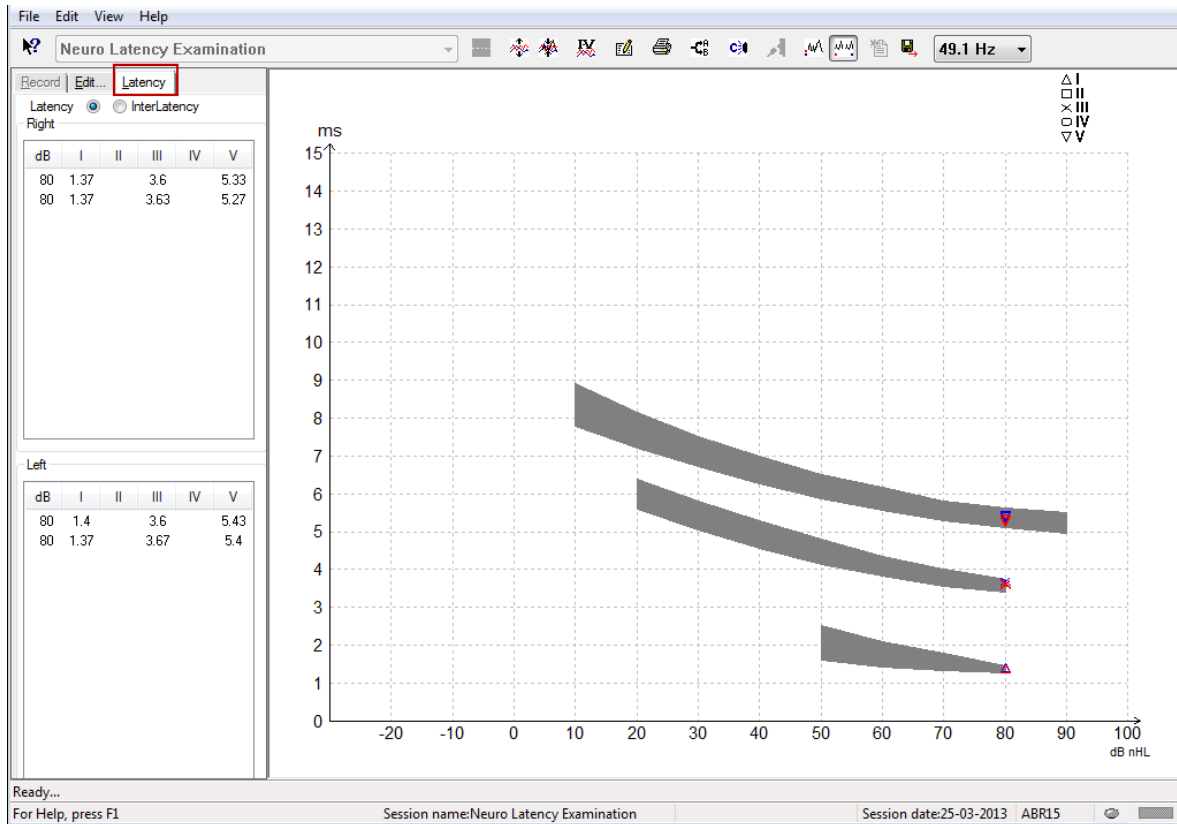 File Edit View Help
Neuro Latency Examination
49.1 Hz
Record Edit... Latency
Latency InterLatency
Right
dB I II III IV V
80 1.37 3.6 5.33
80 1.37 3.63 5.27
Left
dB I II III IV V
80 1.4 3.6 5.43
80 1.37 3.67 5.4
I
II
III
IV
V
ms
15
14
13
12
11
10
9
8
7
6
5
4
3
2
1
0
-20 -10 0 10 20 30 40 50 60 70 80 90 100
dB nHL
Ready...
For Help, press F1 Session name:Neuro Latency Examination Session date:25-03-2013 ABR15